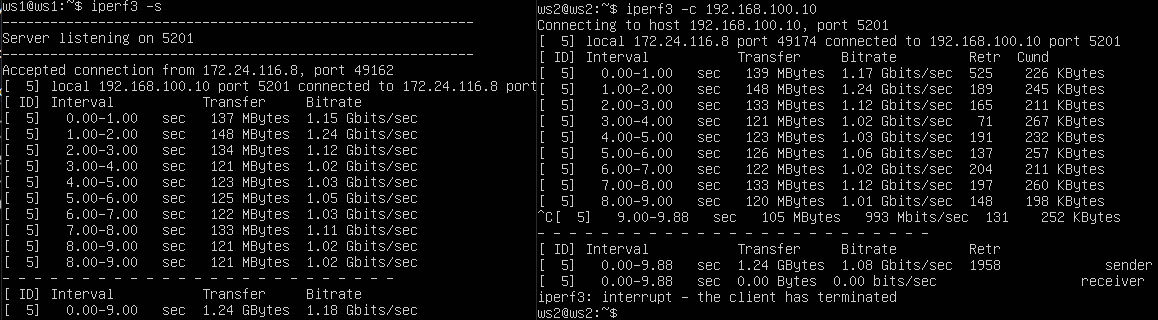 ws1@ws1:~$ iperf3 -s
-----------------------------------------------------------
Server listening on 5201
-----------------------------------------------------------
Accepted connection from 172.24.116.8, port 49162
[  5] local 192.168.100.10 port 5201 connected to 172.24.116.8 port
[ ID] Interval           Transfer     Bitrate
[  5]   0.00-1.00   sec   137 MBytes  1.15 Gbits/sec
[  5]   1.00-2.00   sec   148 MBytes  1.24 Gbits/sec
[  5]   2.00-3.00   sec   134 MBytes  1.12 Gbits/sec
[  5]   3.00-4.00   sec   121 MBytes  1.02 Gbits/sec
[  5]   4.00-5.00   sec   123 MBytes  1.03 Gbits/sec
[  5]   5.00-6.00   sec   125 MBytes  1.05 Gbits/sec
[  5]   6.00-7.00   sec   122 MBytes  1.03 Gbits/sec
[  5]   7.00-8.00   sec   133 MBytes  1.11 Gbits/sec
[  5]   8.00-9.00   sec   121 MBytes  1.02 Gbits/sec
[  5]   8.00-9.00   sec   121 MBytes  1.02 Gbits/sec
- - - - - - - - - - - - - - - - - - - - - - - - -
[ ID] Interval           Transfer     Bitrate
[  5]   0.00-9.00   sec  1.24 GBytes  1.18 Gbits/sec
ws2@ws2:~$ iperf3 -c 192.168.100.10
Connecting to host 192.168.100.10, port 5201
[  5] local 172.24.116.8 port 49174 connected to 192.168.100.10 port 5201
[ ID] Interval           Transfer     Bitrate         Retr  Cwnd
[  5]   0.00-1.00   sec   139 MBytes  1.17 Gbits/sec  525    226 KBytes
[  5]   1.00-2.00   sec   148 MBytes  1.24 Gbits/sec  189    245 KBytes
[  5]   2.00-3.00   sec   133 MBytes  1.12 Gbits/sec  165    211 KBytes
[  5]   3.00-4.00   sec   121 MBytes  1.02 Gbits/sec   71    267 KBytes
[  5]   4.00-5.00   sec   123 MBytes  1.03 Gbits/sec  191    232 KBytes
[  5]   5.00-6.00   sec   126 MBytes  1.06 Gbits/sec  137    257 KBytes
[  5]   6.00-7.00   sec   122 MBytes  1.02 Gbits/sec  204    211 KBytes
[  5]   7.00-8.00   sec   133 MBytes  1.12 Gbits/sec  197    260 KBytes
[  5]   8.00-9.00   sec   120 MBytes  1.01 Gbits/sec  148    198 KBytes
^C[  5]   9.00-9.88   sec   105 MBytes   993 Mbits/sec  131    252 KBytes
- - - - - - - - - - - - - - - - - - - - - - - - -
[ ID] Interval           Transfer     Bitrate         Retr
[  5]   0.00-9.88   sec  1.24 GBytes  1.08 Gbits/sec  1958             sender
[  5]   0.00-9.88   sec  0.00 Bytes  0.00 bits/sec                  receiver
iperf3: interrupt - the client has terminated
ws2@ws2:~$